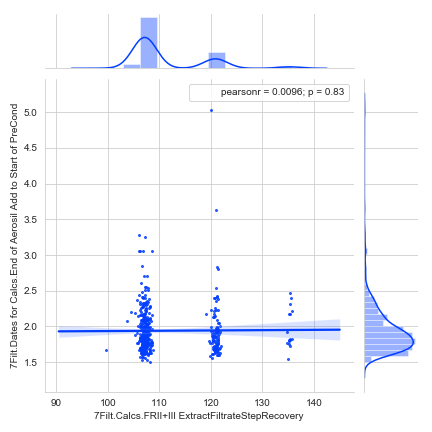 pearsonr = 0.0096; p = 0.83
5.0
4.5
4.0
3.5
3.0
2.5
2.0
1.5
7Filt.Dates for Calcs.End of Aerosil Add to Start of PreCond
90 100 110 120 130 140
7Filt.Calcs.FRII+III ExtractFiltrateStepRecovery